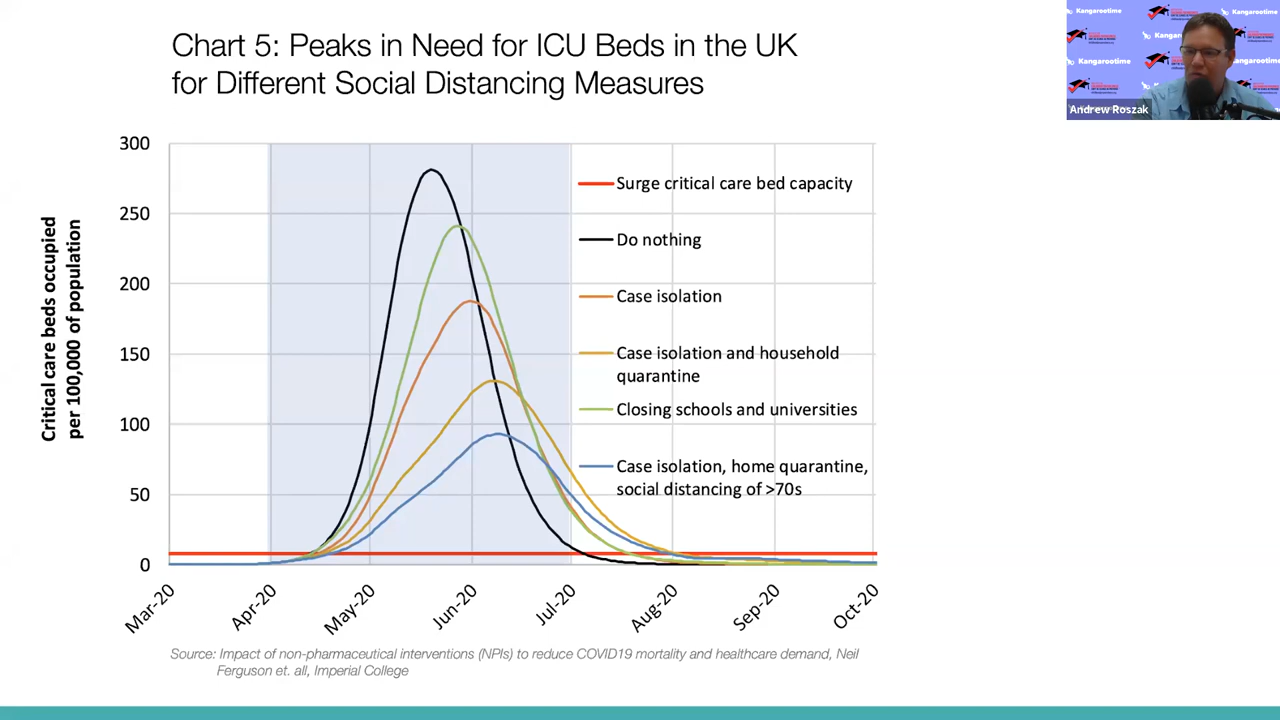 Chart 5: Peaks in Need for ICU Beds in the UK
for Different Social Distancing Measures
Kangarootime
Kangarootime
Kangaro
Kangarootime
Kangarootime
Andrew Roszak
Critical care beds occupied
per 100,000 of population
300
250
200
150
100
50
0
Surge critical care bed capacity
Do nothing
Case isolation
Case isolation and household
quarantine
Closing schools and universities
Case isolation, home quarantine,
social distancing of >70s
Mar-20
Apr-20
May-20
Jun-20
Jul-20
Aug-20
Sep-20
Oct-20
Source: Impact of non-pharmaceutical interventions (NPIs) to reduce COVID19 mortality and healthcare demand, Neil
Ferguson et. all, Imperial College